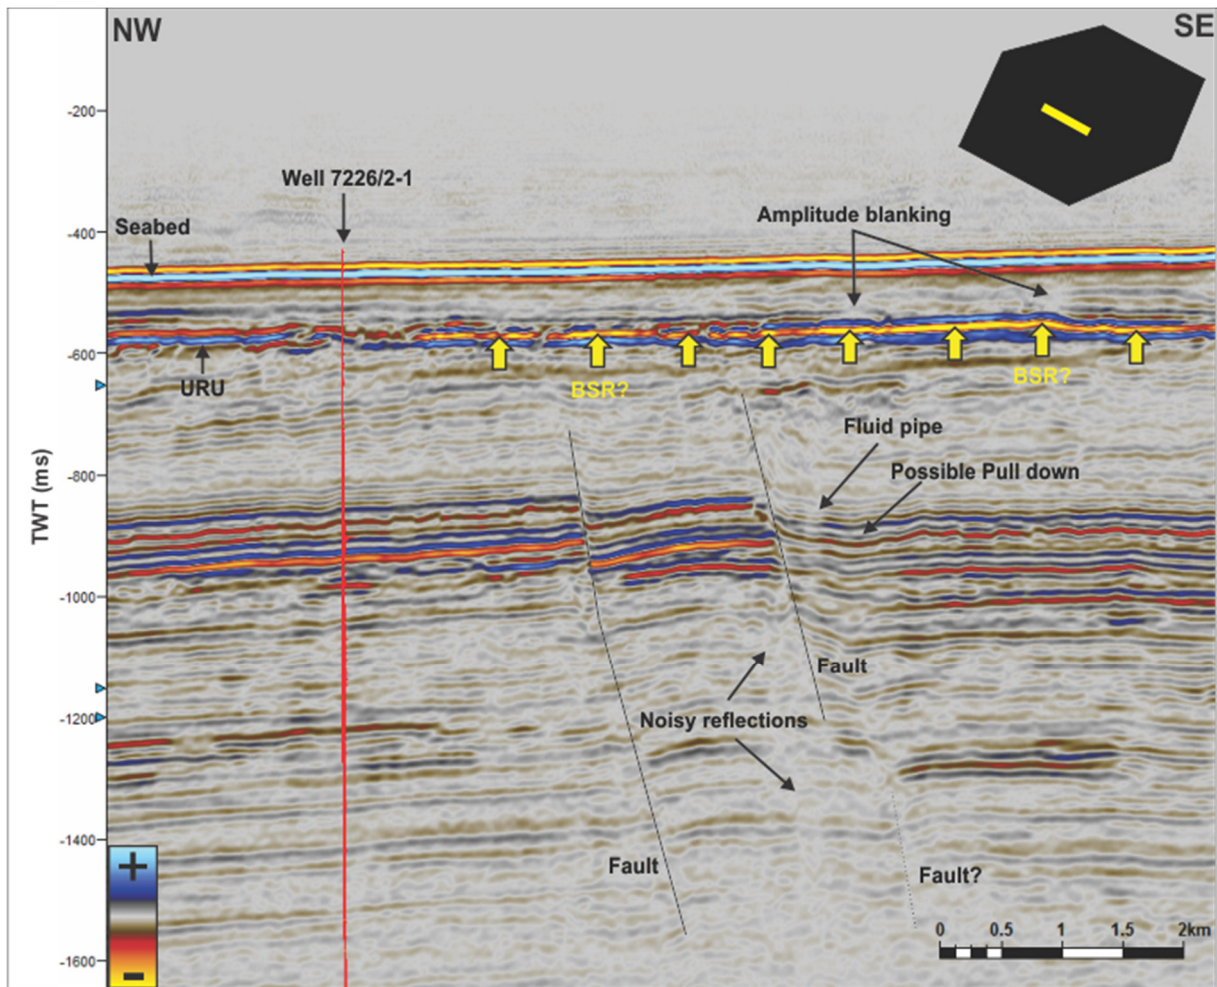 NW
SE
-200
Well 7226/2-1
Amplitude blanking
Seabed
-400
-600
URU
BSR?
BSR?
Fluid pipe
Possible Pull down
-800
TWT (ms)
-1000
Fault
Noisy reflections
-1200
-1400
+
Fault
Fault?
0 0.5 1 1.5 2km
-1600
-